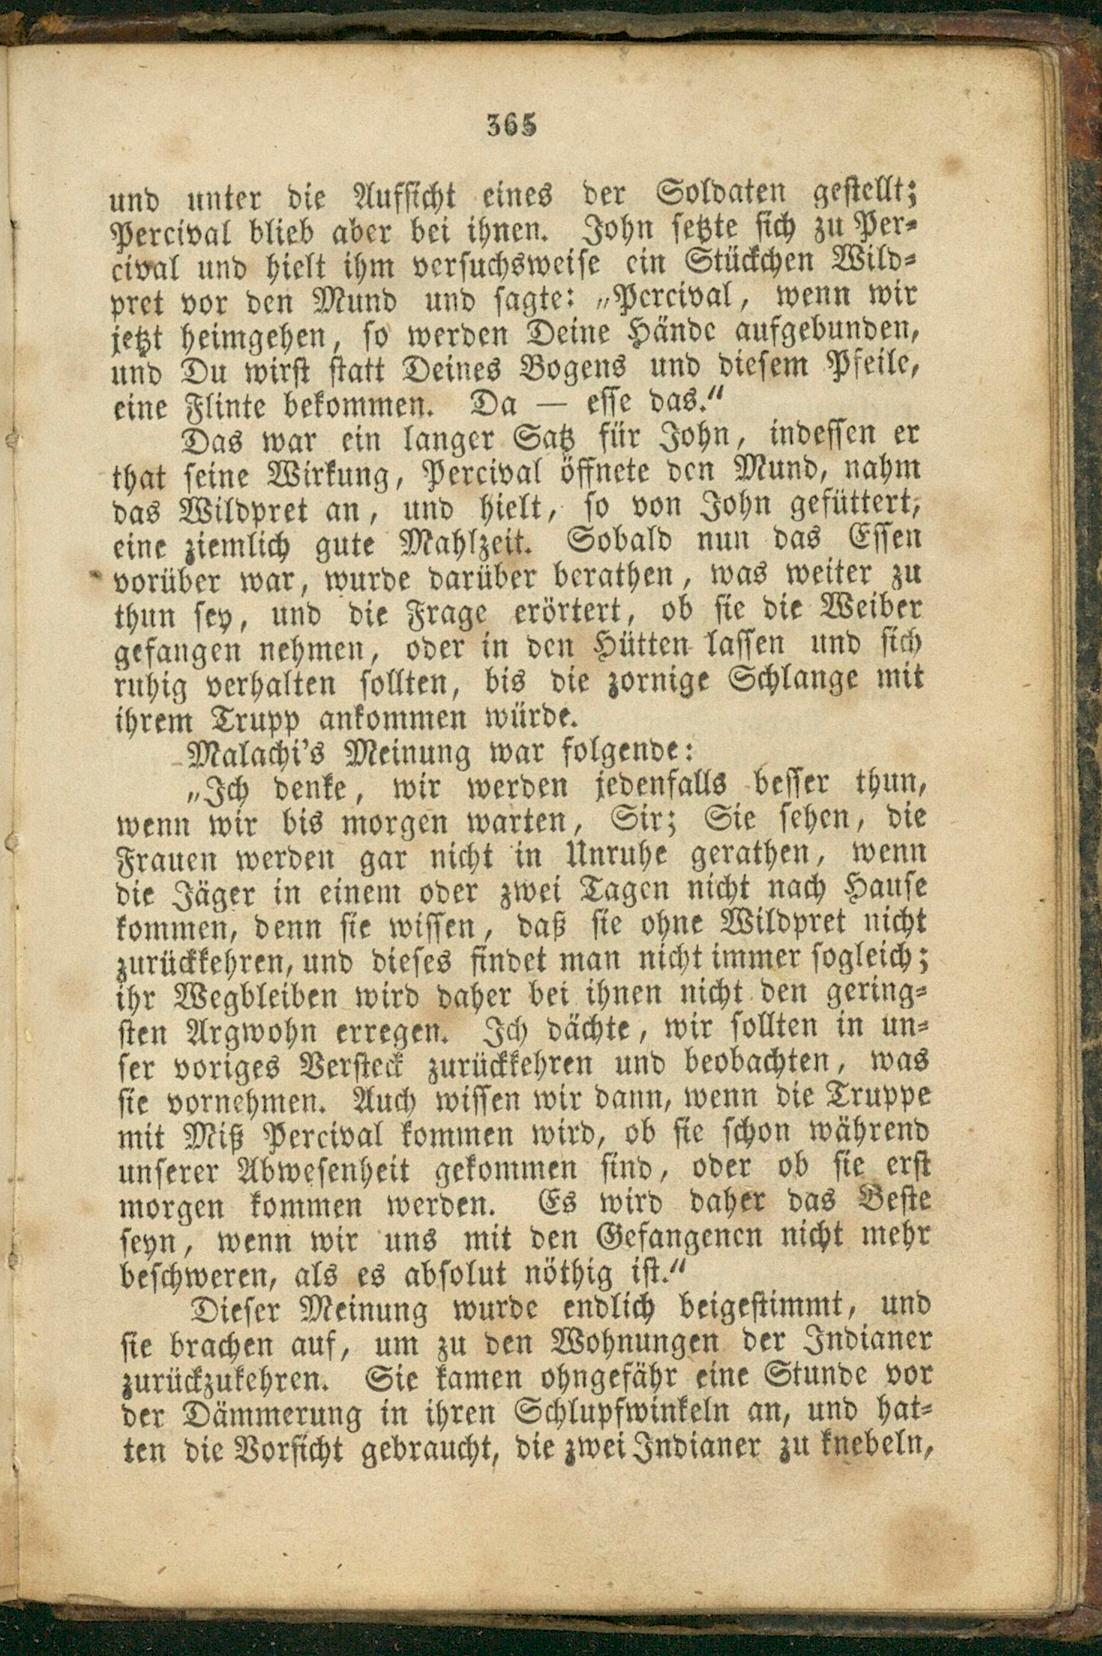 365
und unter die Aufsicht eines der Soldaten gestellt;
Percival blieb aber bei ihnen. John setzte sich zu Per-
cival und hielt ihm versuchsweise ein Stückchen Wild-
pret vor den Mund und sagte: „Percival, wenn wir
jetzt heimgehen, so werden Deine Hände aufgebunden,
und Du wirst statt Deines Bogens und diesem Pfeile,
eine Flinte bekommen. Da — esse das.“
Das war ein langer Satz für John, indessen er
that seine Wirkung, Percival öffnete den Mund, nahm
das Wildpret an, und hielt, so von John gefüttert,
eine ziemlich gute Mahlzeit. Sobald nun das Essen
vorüber war, wurde darüber berathen, was weiter zu
thun sey, und die Frage erörtert, ob sie die Weiber
gefangen nehmen, oder in den Hütten lassen und sich
ruhig verhalten sollten, bis die zornige Schlange mit
ihrem Trupp ankommen würde.
Malachi's Meinung war folgende:
„Ich denke, wir werden jedenfalls besser thun,
wenn wir bis morgen warten, Sir; Sie sehen, die
Frauen werden gar nicht in Unruhe gerathen, wenn
die Jäger in einem oder zwei Tagen nicht nach Hause
kommen, denn sie wissen, daß sie ohne Wildpret nicht
zurückkehren, und dieses findet man nicht immer sogleich;
ihr Wegbleiben wird daher bei ihnen nicht den gering-
sten Argwohn erregen. Ich dächte, wir sollten in un-
ser voriges Versteck zurückkehren und beobachten, was
sie vornehmen. Auch wissen wir dann, wenn die Truppe
mit Miß Percival kommen wird, ob sie schon während
unserer Abwesenheit gekommen sind, oder ob sie erst
morgen kommen werden. Es wird daher das Beste
seyn, wenn wir uns mit den Gefangenen nicht mehr
beschweren, als es absolut nöthig ist.“
Dieser Meinung wurde endlich beigestimmt, und
sie brachen auf, um zu den Wohnungen der Indianer
zurückzukehren. Sie kamen ohngefähr eine Stunde vor
der Dämmerung in ihren Schlupfwinkeln an, und hat-
ten die Vorsicht gebraucht, die zwei Indianer zu knebeln,